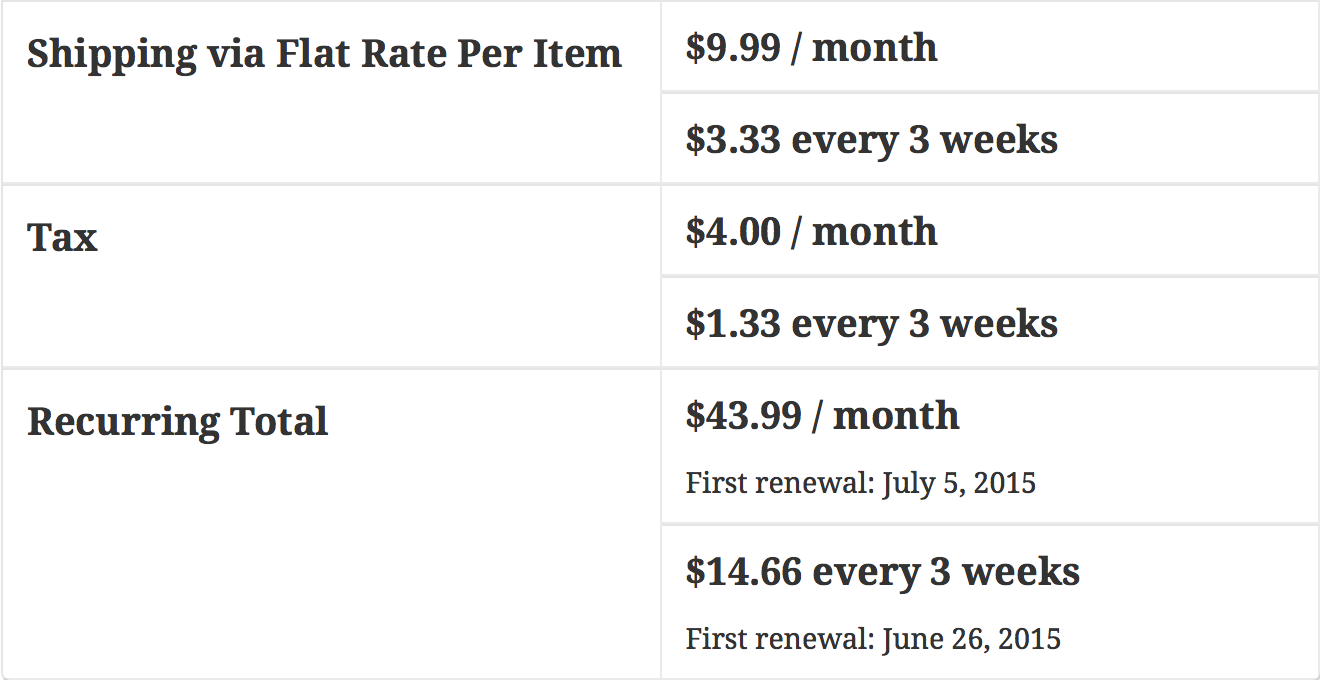 Shipping via Flat Rate Per Item
$9.99 / month
$3.33 every 3 weeks
Tax
$4.00 / month
$1.33 every 3 weeks
Recurring Total
$43.99 / month
First renewal: July 5, 2015
$14.66 every 3 weeks
First renewal: June 26, 2015